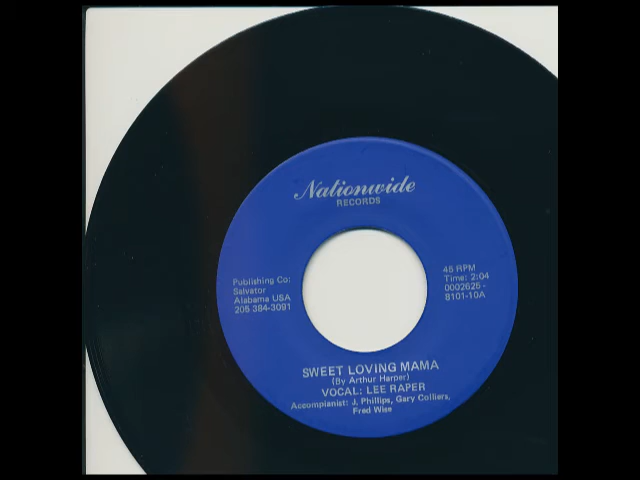 Nationwide
RECORDS
Publishing Co:
Salvator
Alabama USA
205 384-3091
45 RPM
Time: 2:04
0002625 -
8101-10A
SWEET LOVING MAMA
(By Arthur Harper)
VOCAL: LEE RAPER
Accompianist: J, Phillips, Gary Colliers,
Fred Wise